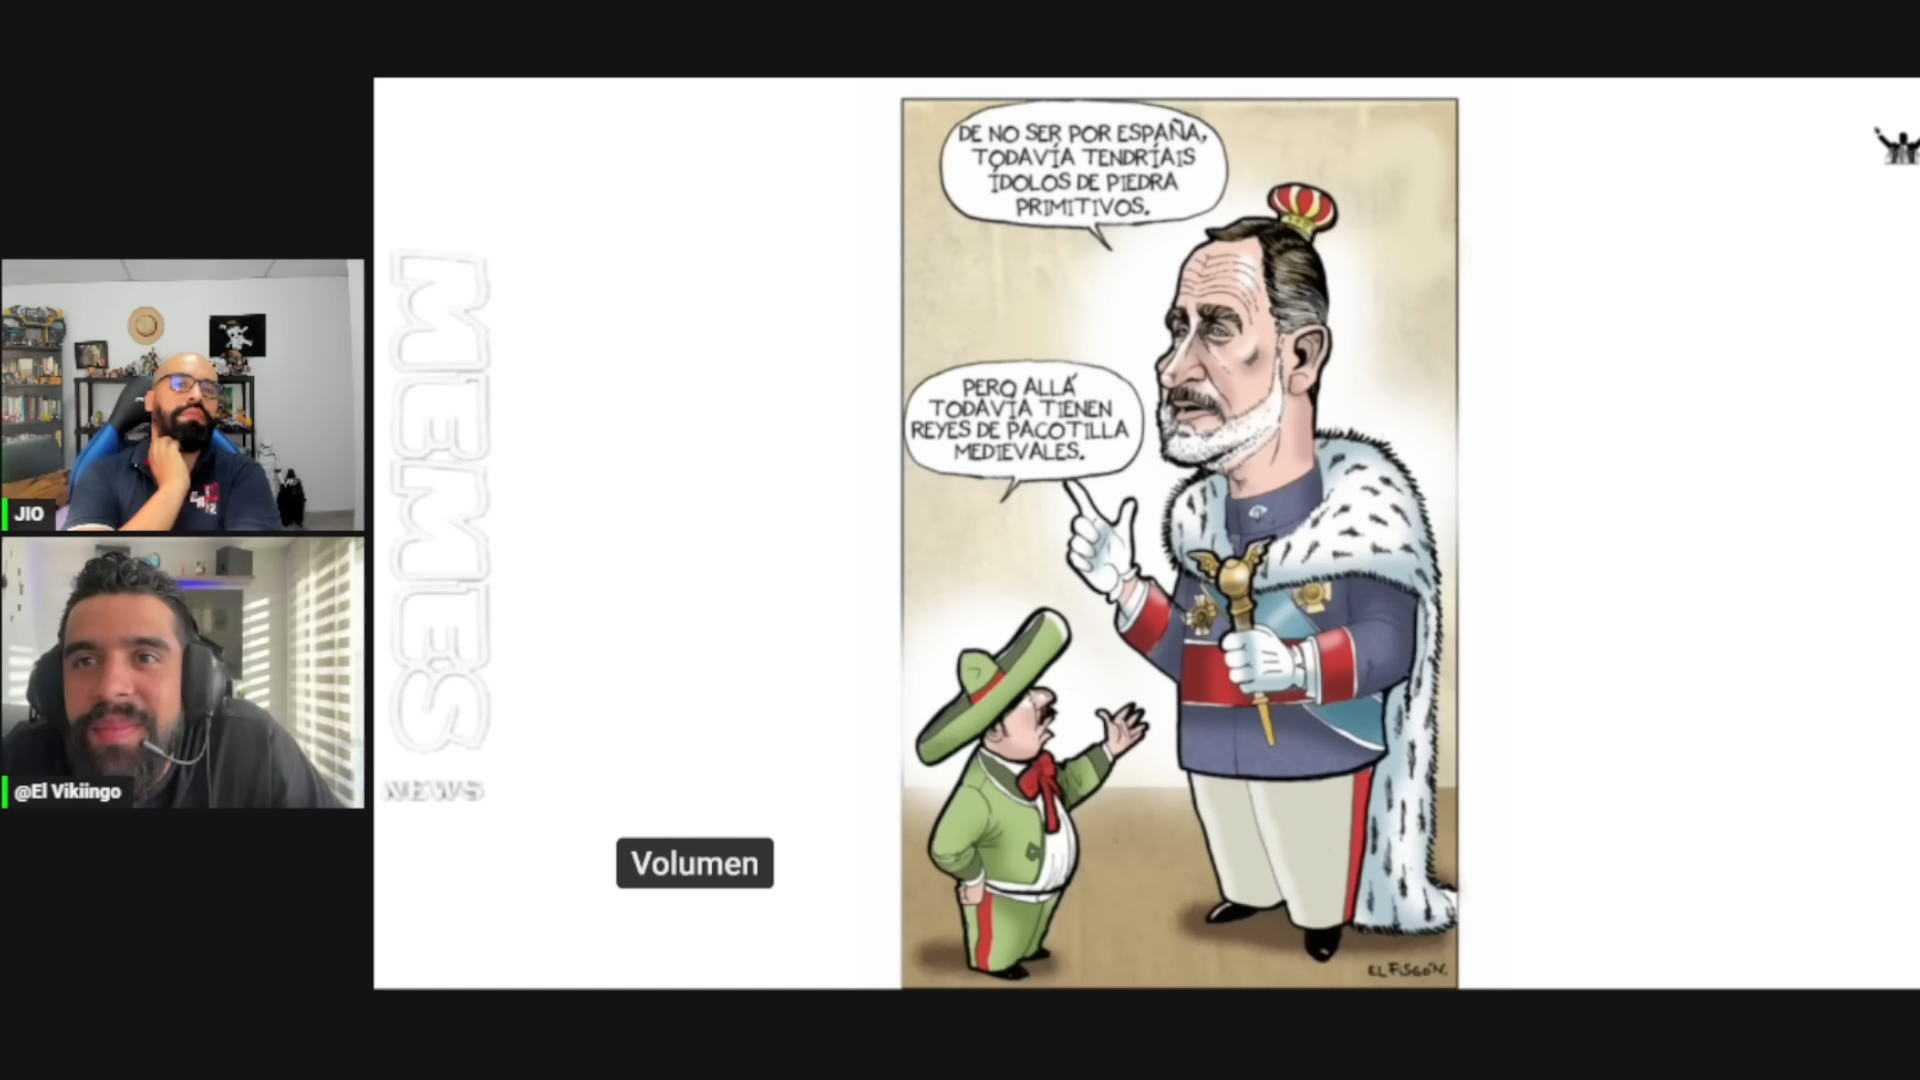 DE NO SER POR ESPAÑA,
TODAVÍA TENDRÍAIS
ÍDOLOS DE PIEDRA
PRIMITIVOS.
PERO ALLÁ
TODAVÍA TIENEN
REYES DE PACOTILLA
MEDIEVALES.
EL FISGÓN.
MEMES
NEWS
JIO
@El Vikiingo
Volumen